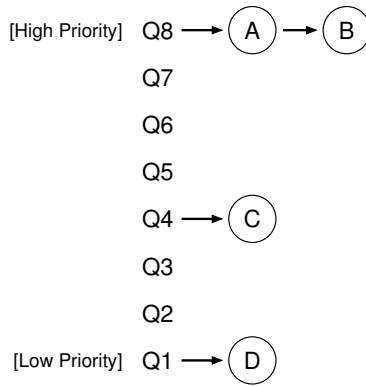 [High Priority] Q8 A B
Q7
Q6
Q5
Q4 C
Q3
Q2
[Low Priority] Q1 D